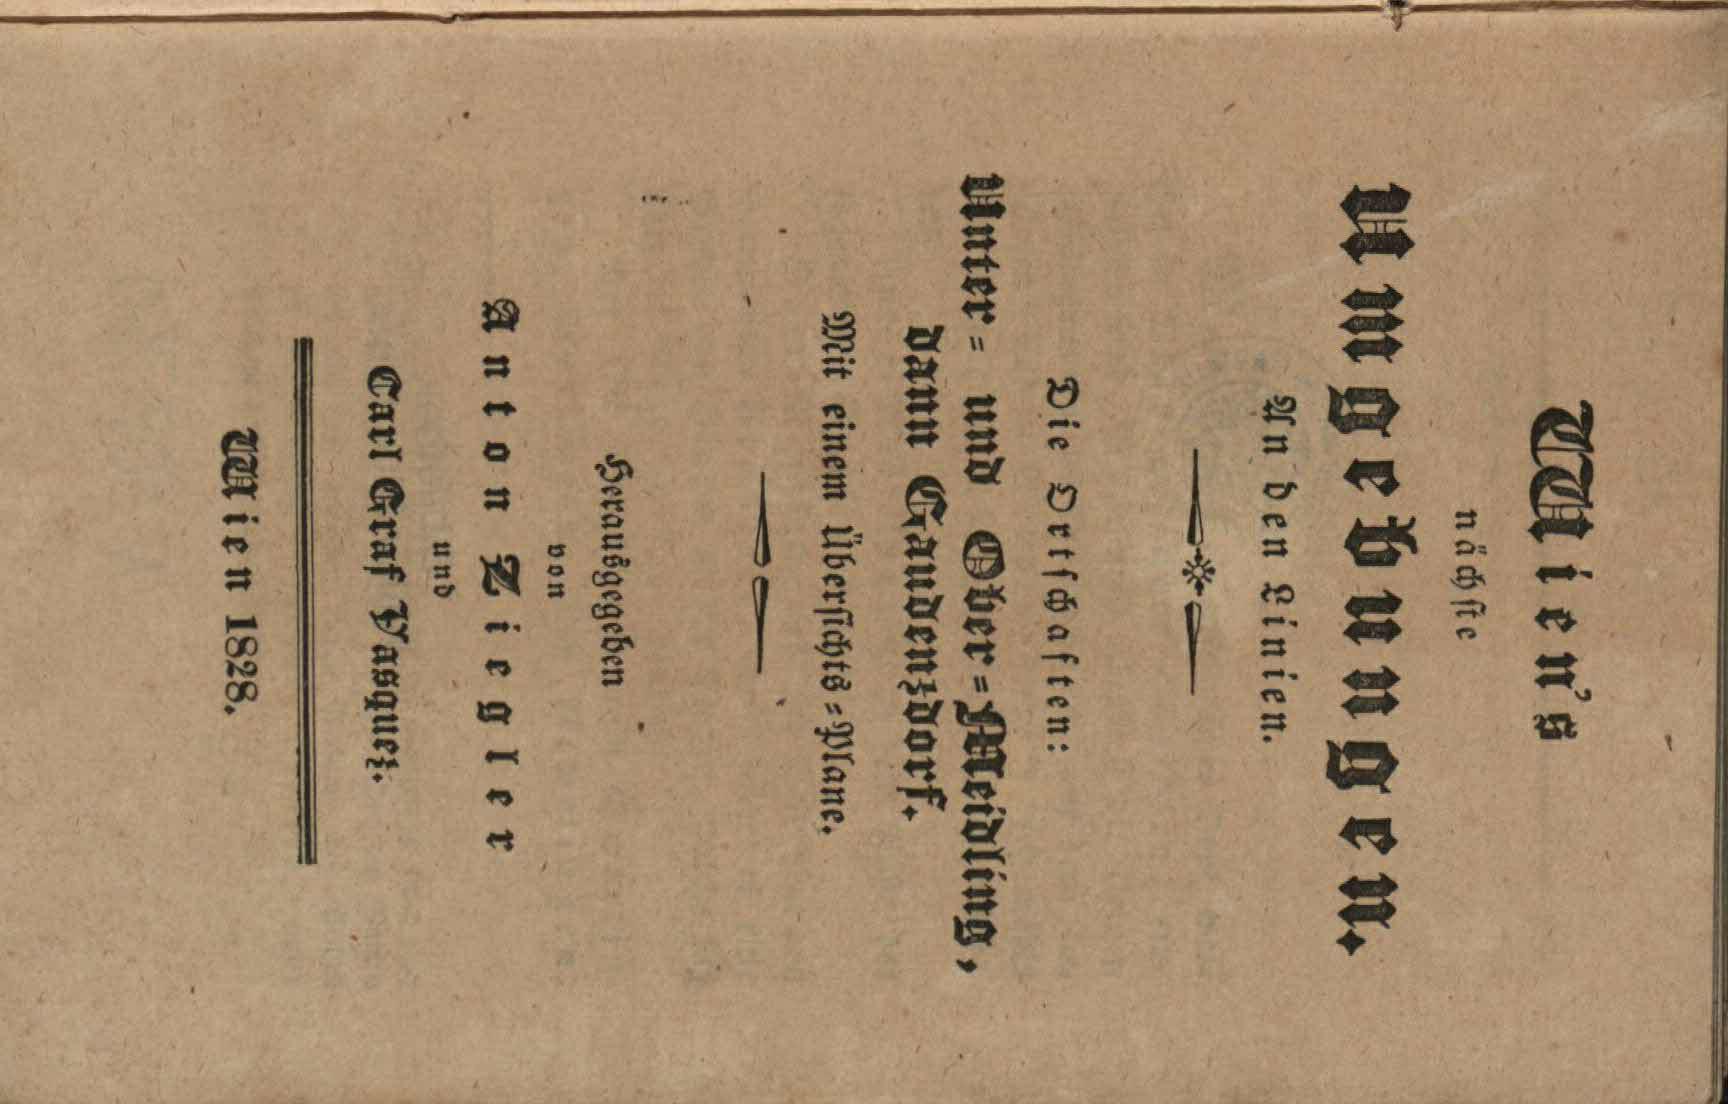 Wien's
nächste
Umgebungen.
An den Linien.
Die Ortschaften:
Unter= und Ober=Meidling,
dann Gaudenzdorf.
Mit einem Übersichts=Plane.
Herausgegeben
von
Anton Ziegler
und
Carl Graf Vasquez.
Wien 1828.